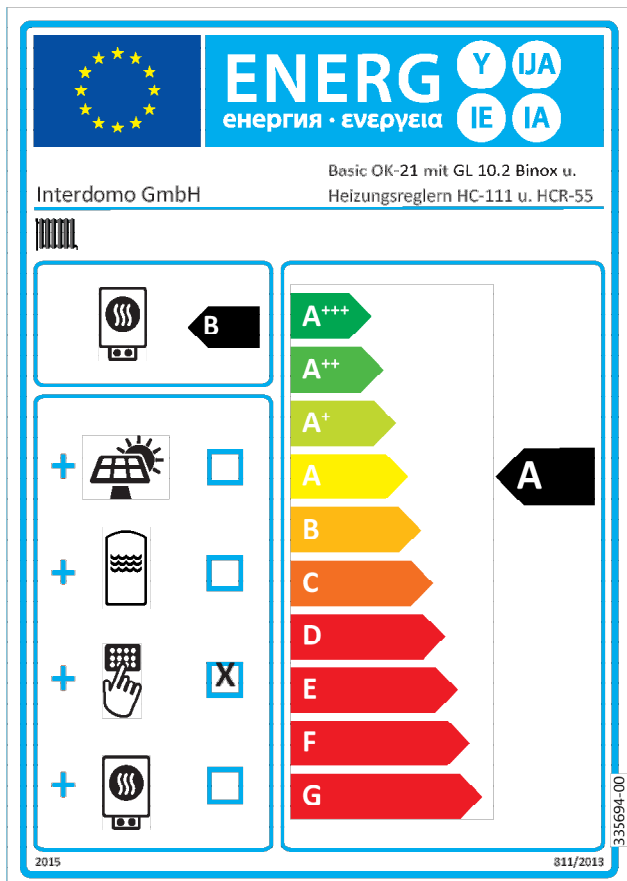 ENERG
енергия · ενεργεια
Y IJA
IE IA
Interdomo GmbH
Basic OK-21 mit GL 10.2 Binox u.
Heizungsreglern HC-111 u. HCR-55
B
X
A+++
A++
A+
A
B
C
D
E
F
G
A
335694-00
2015
811/2013